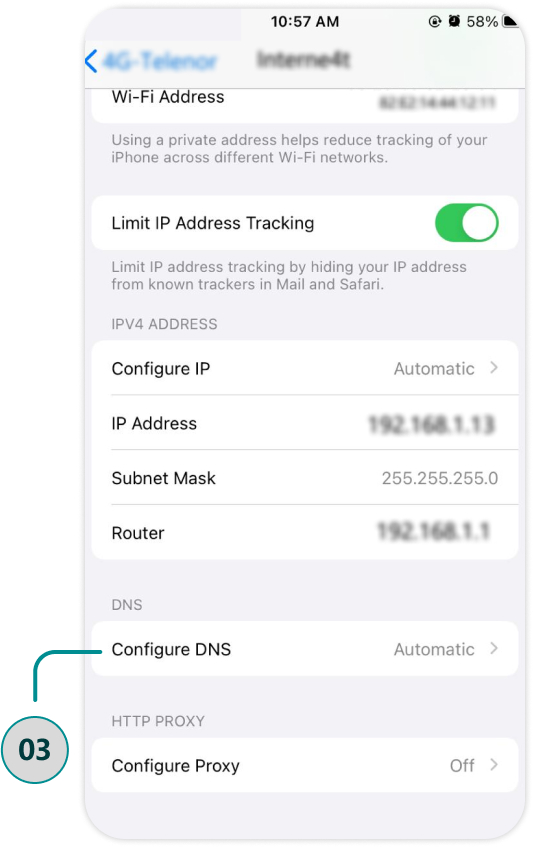 10:57 AM
58%
4G-Telenor
Interne4t
Wi-Fi Address
Using a private address helps reduce tracking of your
iPhone across different Wi-Fi networks.
Limit IP Address Tracking
Limit IP address tracking by hiding your IP address
from known trackers in Mail and Safari.
IPV4 ADDRESS
Configure IP Automatic
IP Address 192.168.1.13
Subnet Mask 255.255.255.0
Router 192.168.1.1
DNS
Configure DNS Automatic
03
HTTP PROXY
Configure Proxy Off